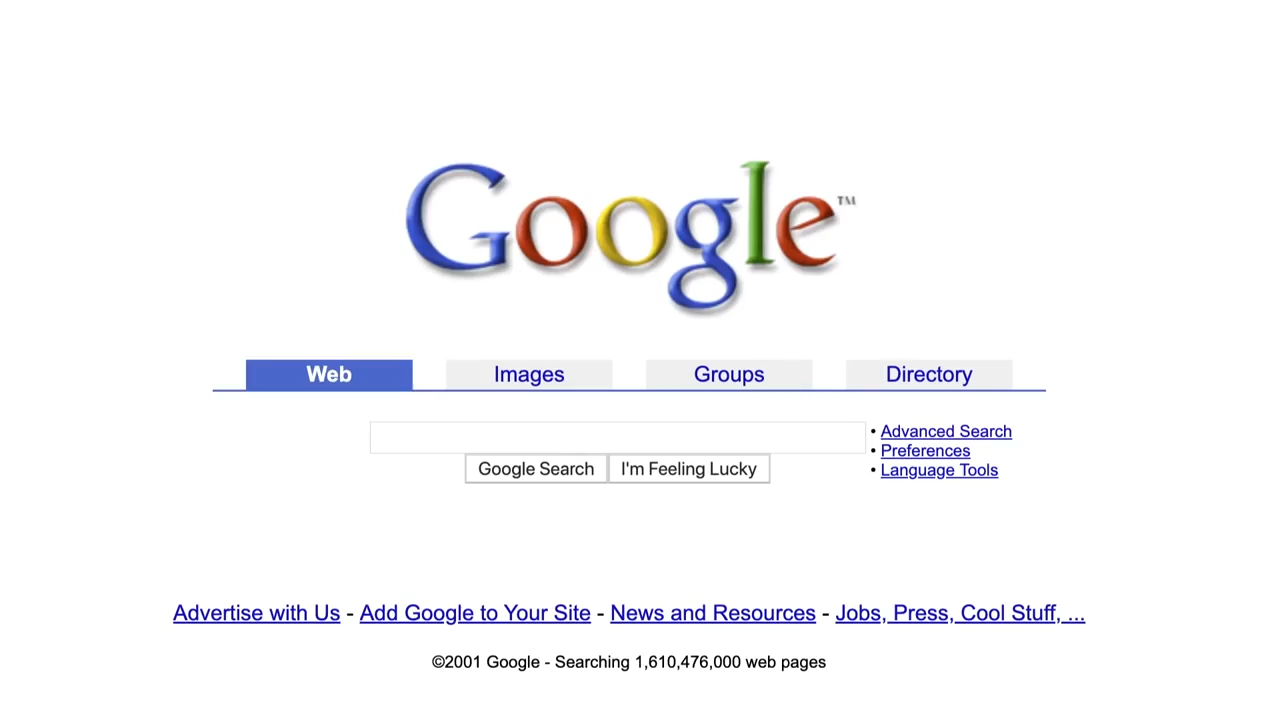 Google™
Web Images Groups Directory
• Advanced Search
• Preferences
• Language Tools
Google Search I'm Feeling Lucky
Advertise with Us - Add Google to Your Site - News and Resources - Jobs, Press, Cool Stuff, ...
©2001 Google - Searching 1,610,476,000 web pages